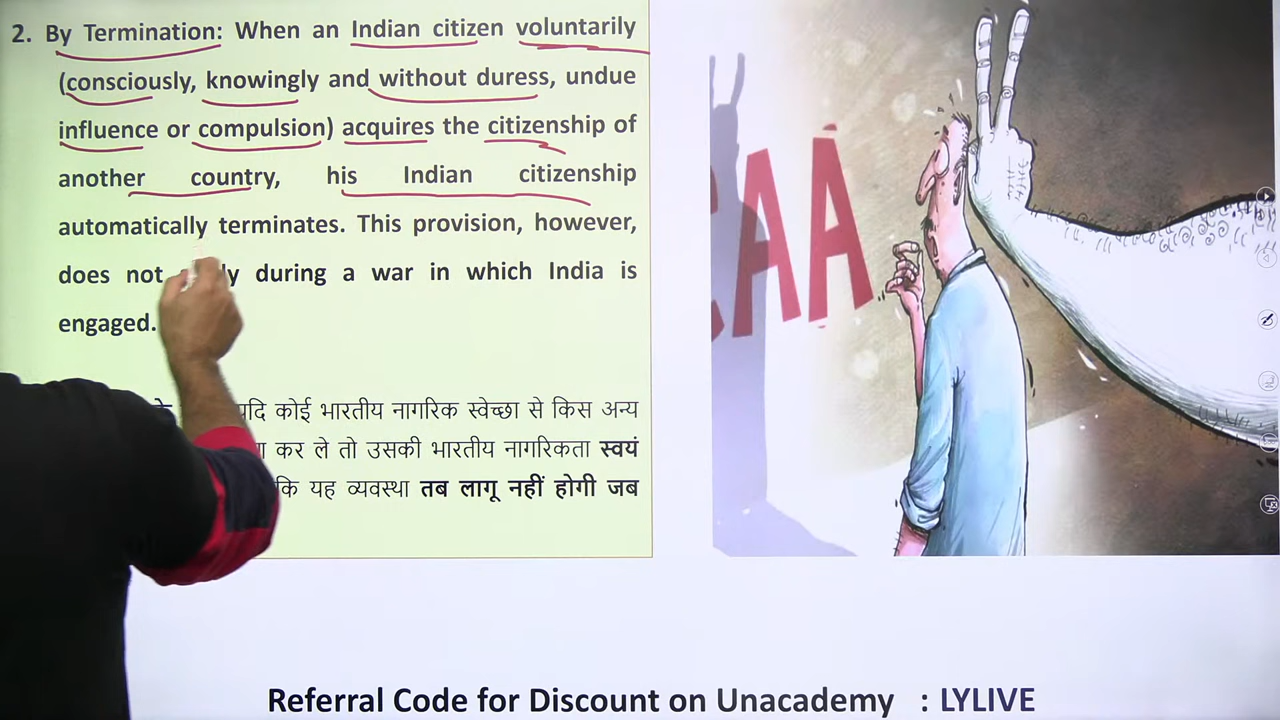 2. By Termination: When an Indian citizen voluntarily
(consciously, knowingly and without duress, undue
influence or compulsion) acquires the citizenship of
another country, his Indian citizenship
automatically terminates. This provision, however,
does not during a war in which India is
engaged.
कोई भारतीय नागरिक स्वेच्छा से किस अन्य
कर ले तो उसकी भारतीय नागरिकता स्वयं
कि यह व्यवस्था तब लागू नहीं होगी जब
CAA
Referral Code for Discount on Unacademy : LYLIVE